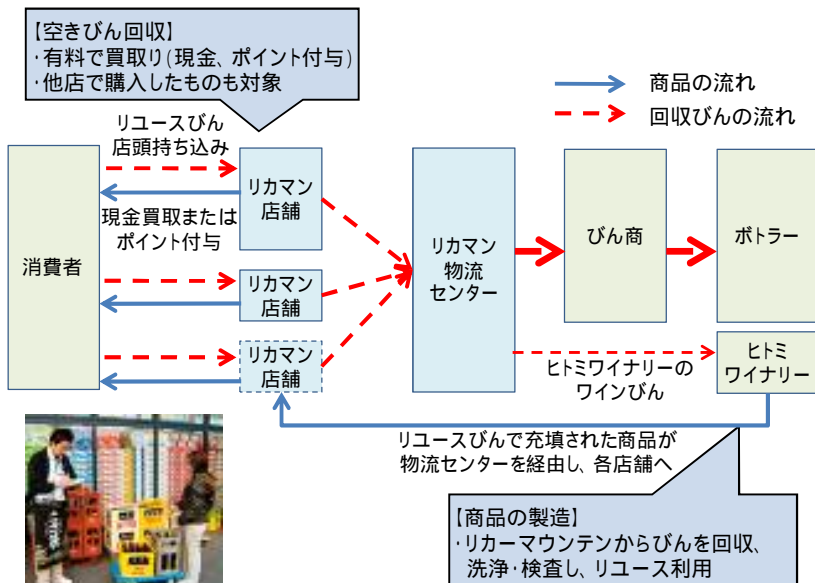 【空きびん回収】
・有料で買取り(現金、ポイント付与)
・他店で購入したものも対象
商品の流れ
回収びんの流れ
リユースびん
店頭持ち込み
現金買取または
ポイント付与
消費者
リカマン
店舗
リカマン
店舗
リカマン
店舗
リカマン
物流
センター
びん商
ボトラー
ヒトミワイナリーの
ワインびん
ヒトミ
ワイナリー
リユースびんで充填された商品が
物流センターを経由し、各店舗へ
【商品の製造】
・リカーマウンテンからびんを回収、
洗浄・検査し、リユース利用